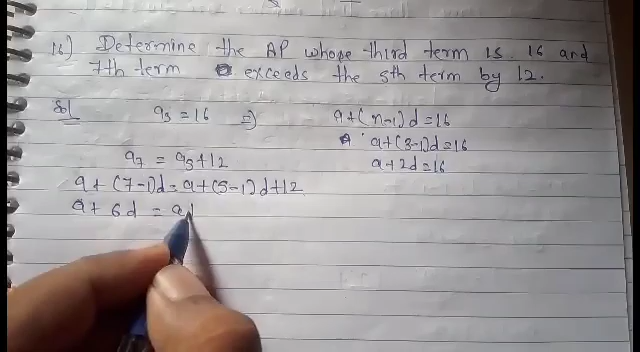 16) Determine the AP whose third term is 16 and
7th term exceeds the 5th term by 12.
Sol a₃ = 16 ⇒ a+(n-1)d=16
a+(3-1)d=16
a+2d=16
a₇ = a₅+12
a+(7-1)d=a+(5-1)d+12
a+ 6d = a